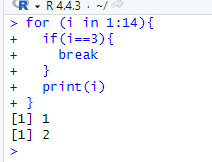 R 4.4.3 · ~/
> for (i in 1:14){
+   if(i==3){
+     break
+   }
+   print(i)
+ }
[1] 1
[1] 2
>